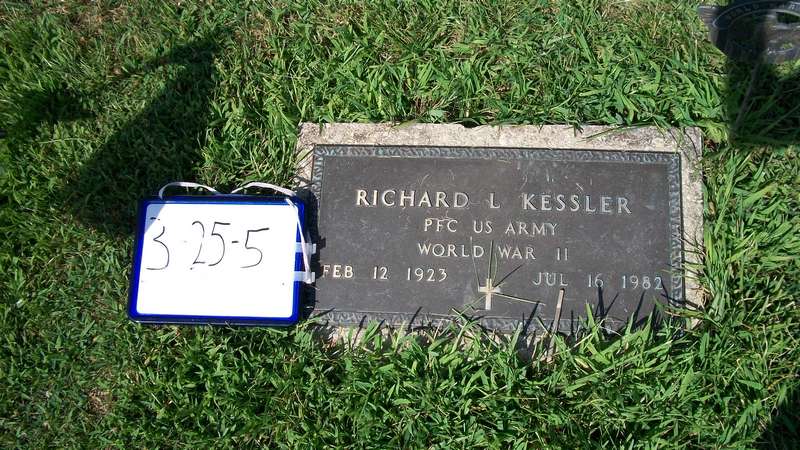 RICHARD L KESSLER
PFC US ARMY
WORLD WAR II
FEB 12 1923 JUL 16 1982
3-25-5